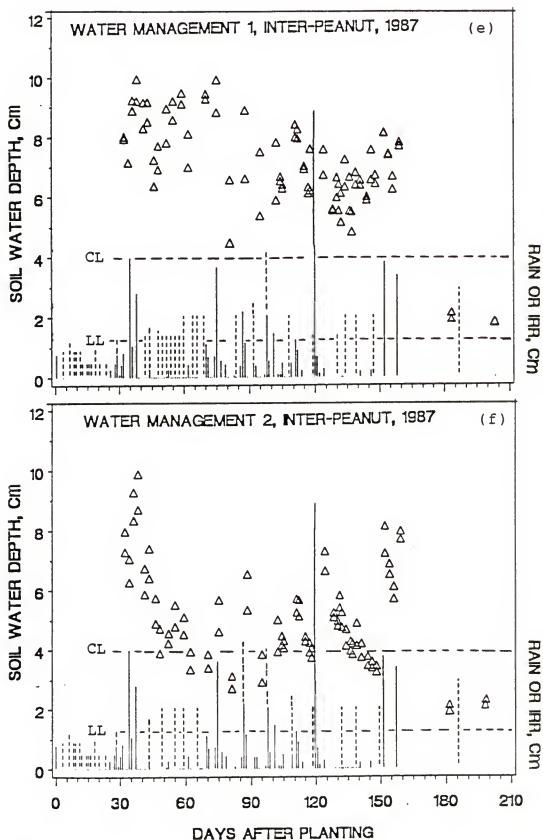 WATER MANAGEMENT 1, INTER-PEANUT, 1987 (e)
12
10
8
6
4
2
0
SOIL WATER DEPTH, Cm
CL
LL
RAIN OR IRR, Cm
WATER MANAGEMENT 2, INTER-PEANUT, 1987 (f)
12
10
8
6
4
2
0
SOIL WATER DEPTH, Cm
CL
LL
RAIN OR IRR, Cm
0 30 60 90 120 150 180 210
DAYS AFTER PLANTING